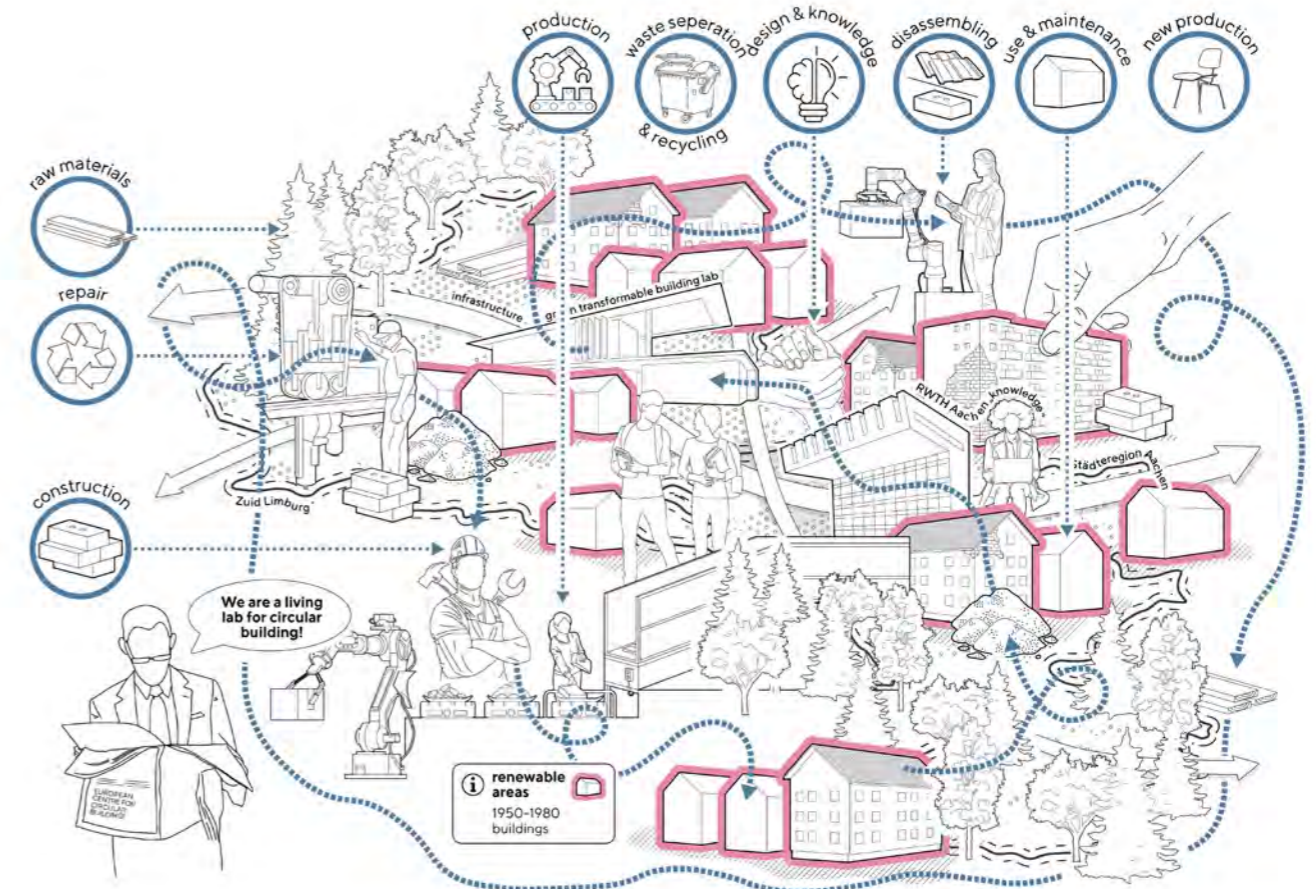 production
waste seperation
& recycling
design & knowledge
disassembling
use & maintenance
new production
raw materials
repair
construction
infrastructure
green transformable building lab
RWTH Aachen „knowledge“
Städteregion Aachen
Zuid Limburg
We are a living
lab for circular
building!
EUROPEAN
CENTRE FOR
CIRCULAR
BUILDING
i
renewable
areas
1950-1980
buildings